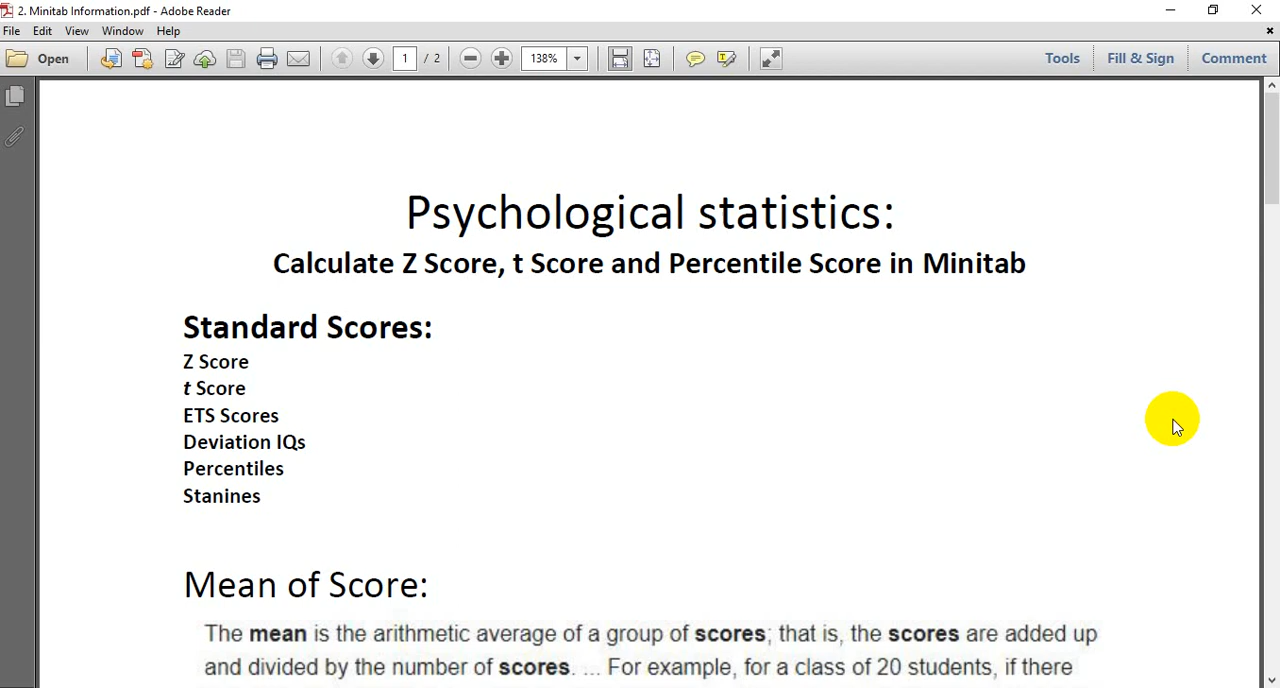 2. Minitab Information.pdf - Adobe Reader
File Edit View Window Help
Open 1 / 2 138% Tools Fill & Sign Comment
Psychological statistics:
Calculate Z Score, t Score and Percentile Score in Minitab
Standard Scores:
Z Score
t Score
ETS Scores
Deviation IQs
Percentiles
Stanines
Mean of Score:
The mean is the arithmetic average of a group of scores; that is, the scores are added up
and divided by the number of scores. ... For example, for a class of 20 students, if there